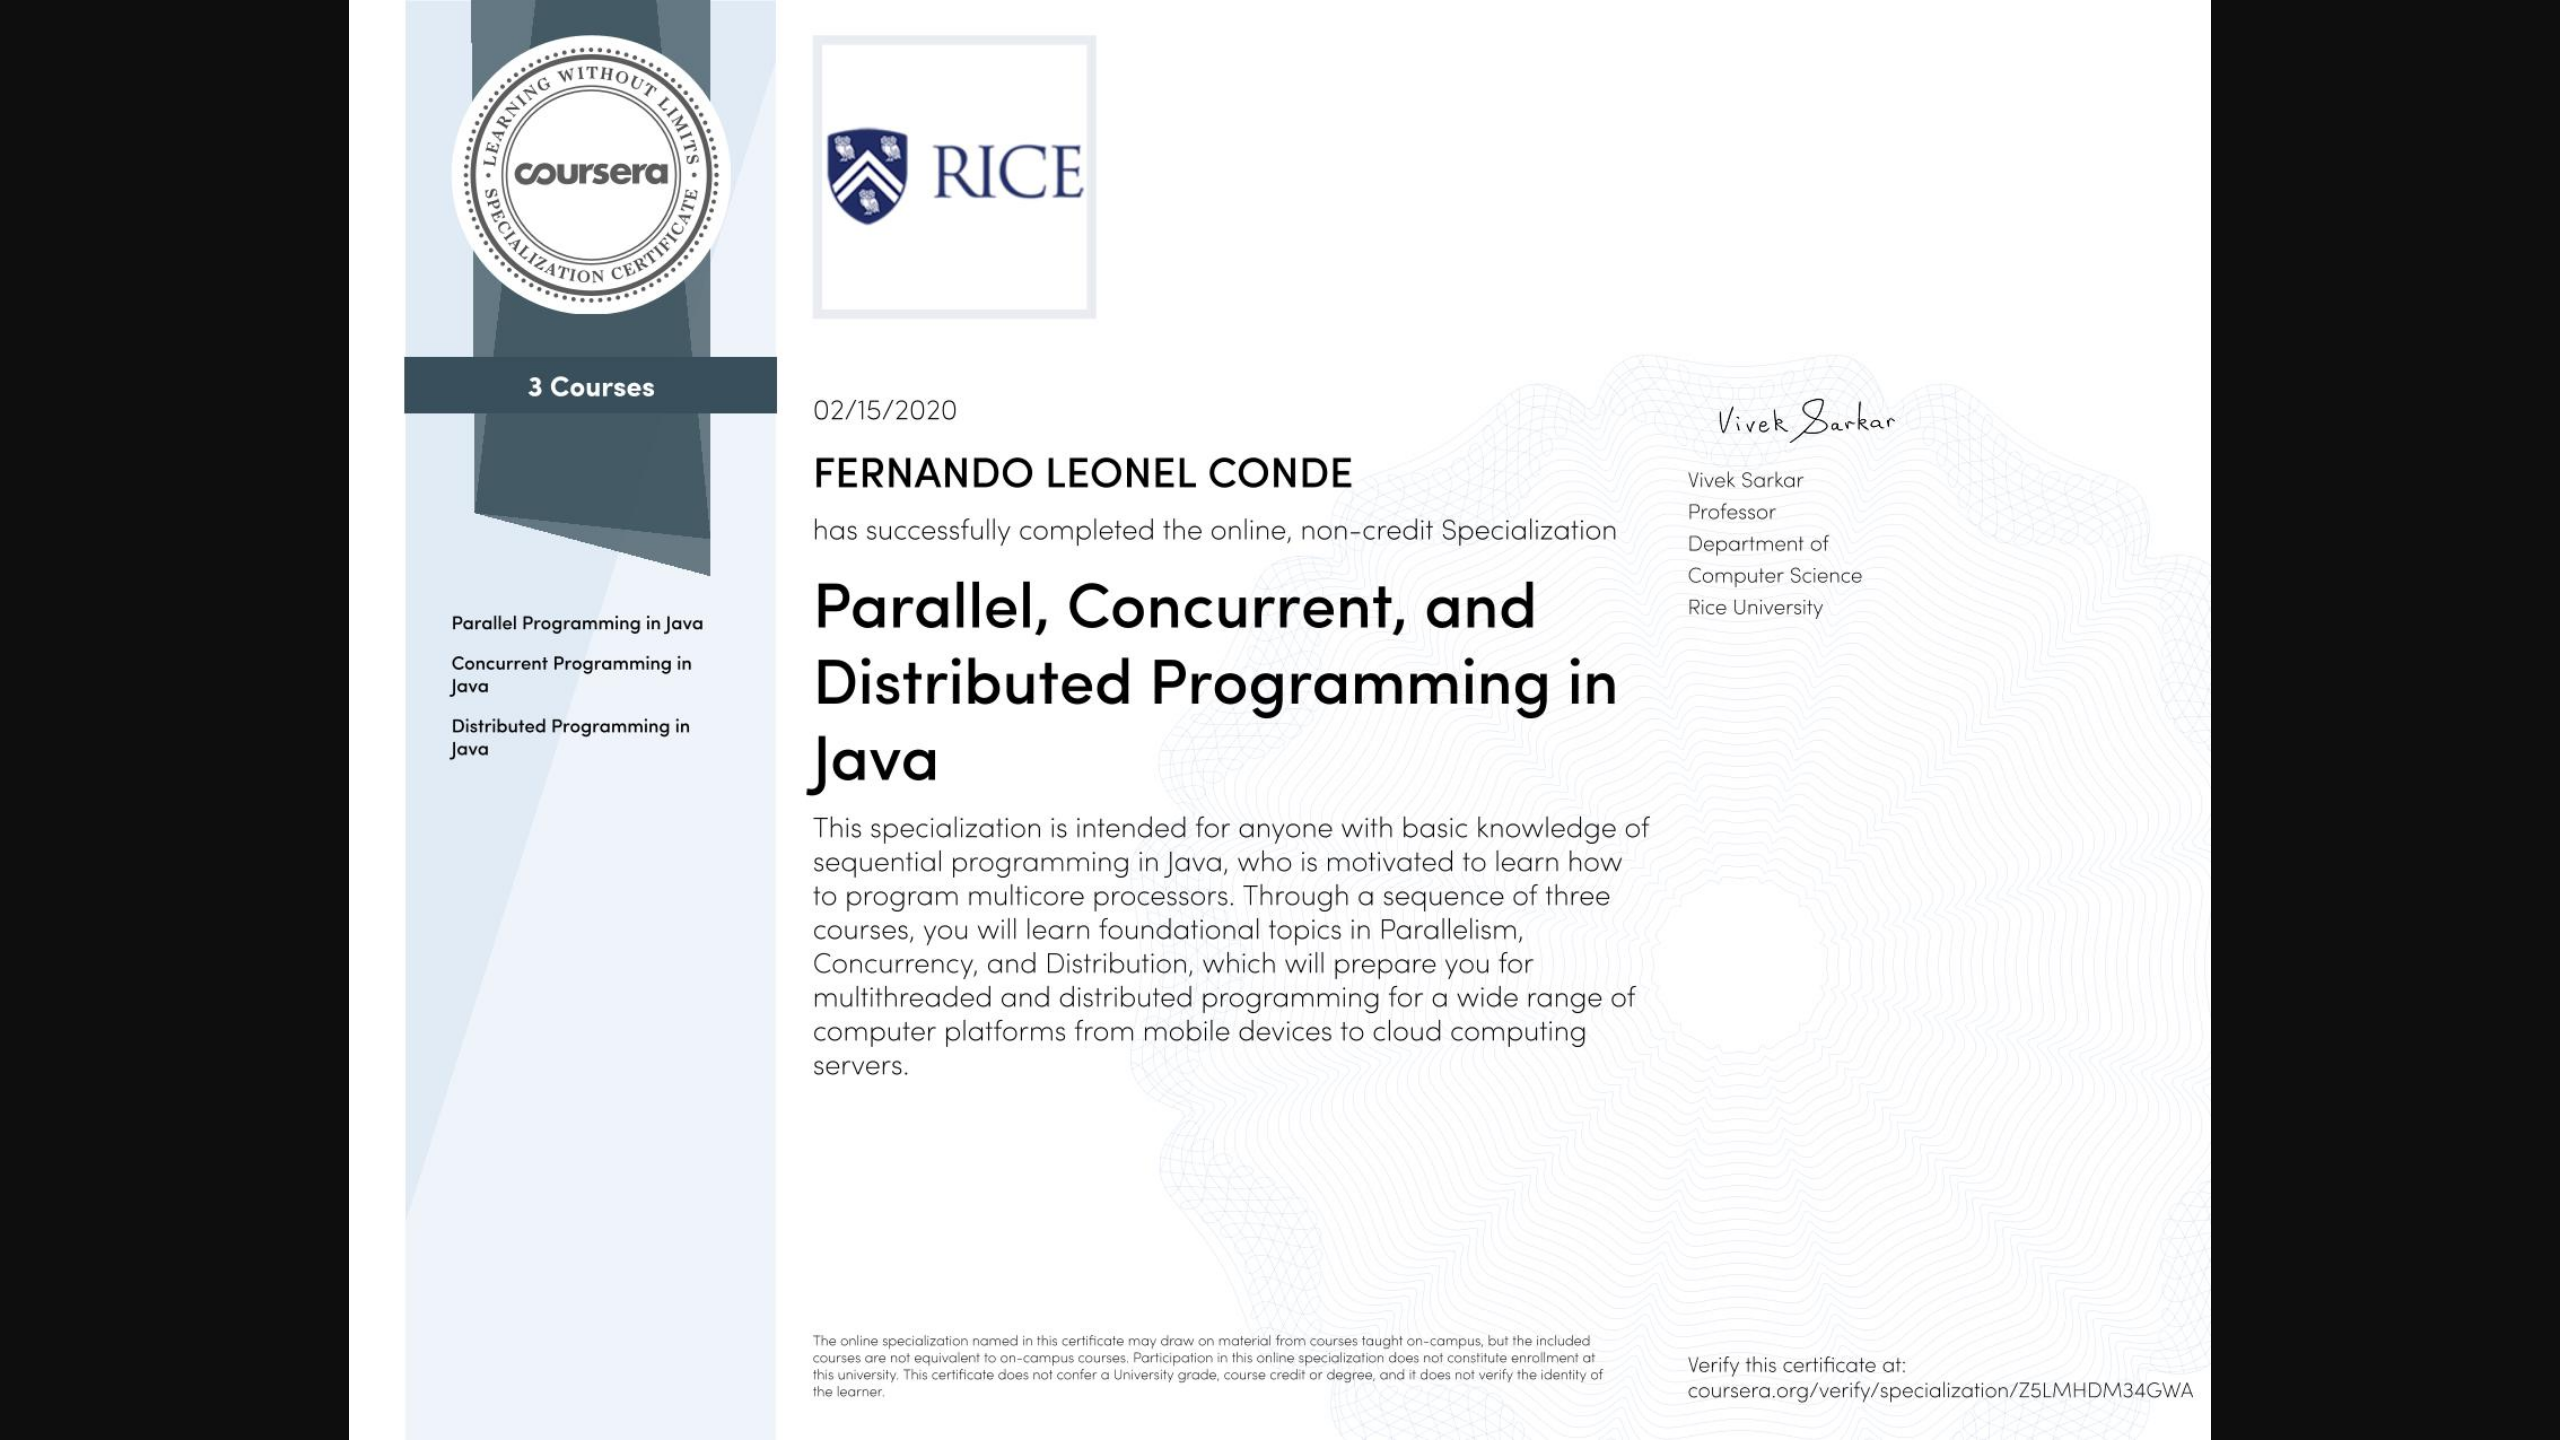 LEARNING WITHOUT LIMITS
coursera
SPECIALIZATION CERTIFICATE
3 Courses
Parallel Programming in Java
Concurrent Programming in
Java
Distributed Programming in
Java
RICE
02/15/2020
FERNANDO LEONEL CONDE
has successfully completed the online, non-credit Specialization
Parallel, Concurrent, and
Distributed Programming in
Java
This specialization is intended for anyone with basic knowledge of
sequential programming in Java, who is motivated to learn how
to program multicore processors. Through a sequence of three
courses, you will learn foundational topics in Parallelism,
Concurrency, and Distribution, which will prepare you for
multithreaded and distributed programming for a wide range of
computer platforms from mobile devices to cloud computing
servers.
The online specialization named in this certificate may draw on material from courses taught on-campus, but the included
courses are not equivalent to on-campus courses. Participation in this online specialization does not constitute enrollment at
this university. This certificate does not confer a University grade, course credit or degree, and it does not verify the identity of
the learner.
Vivek Sarkar
Vivek Sarkar
Professor
Department of
Computer Science
Rice University
Verify this certificate at:
coursera.org/verify/specialization/Z5LMHDM34GWA